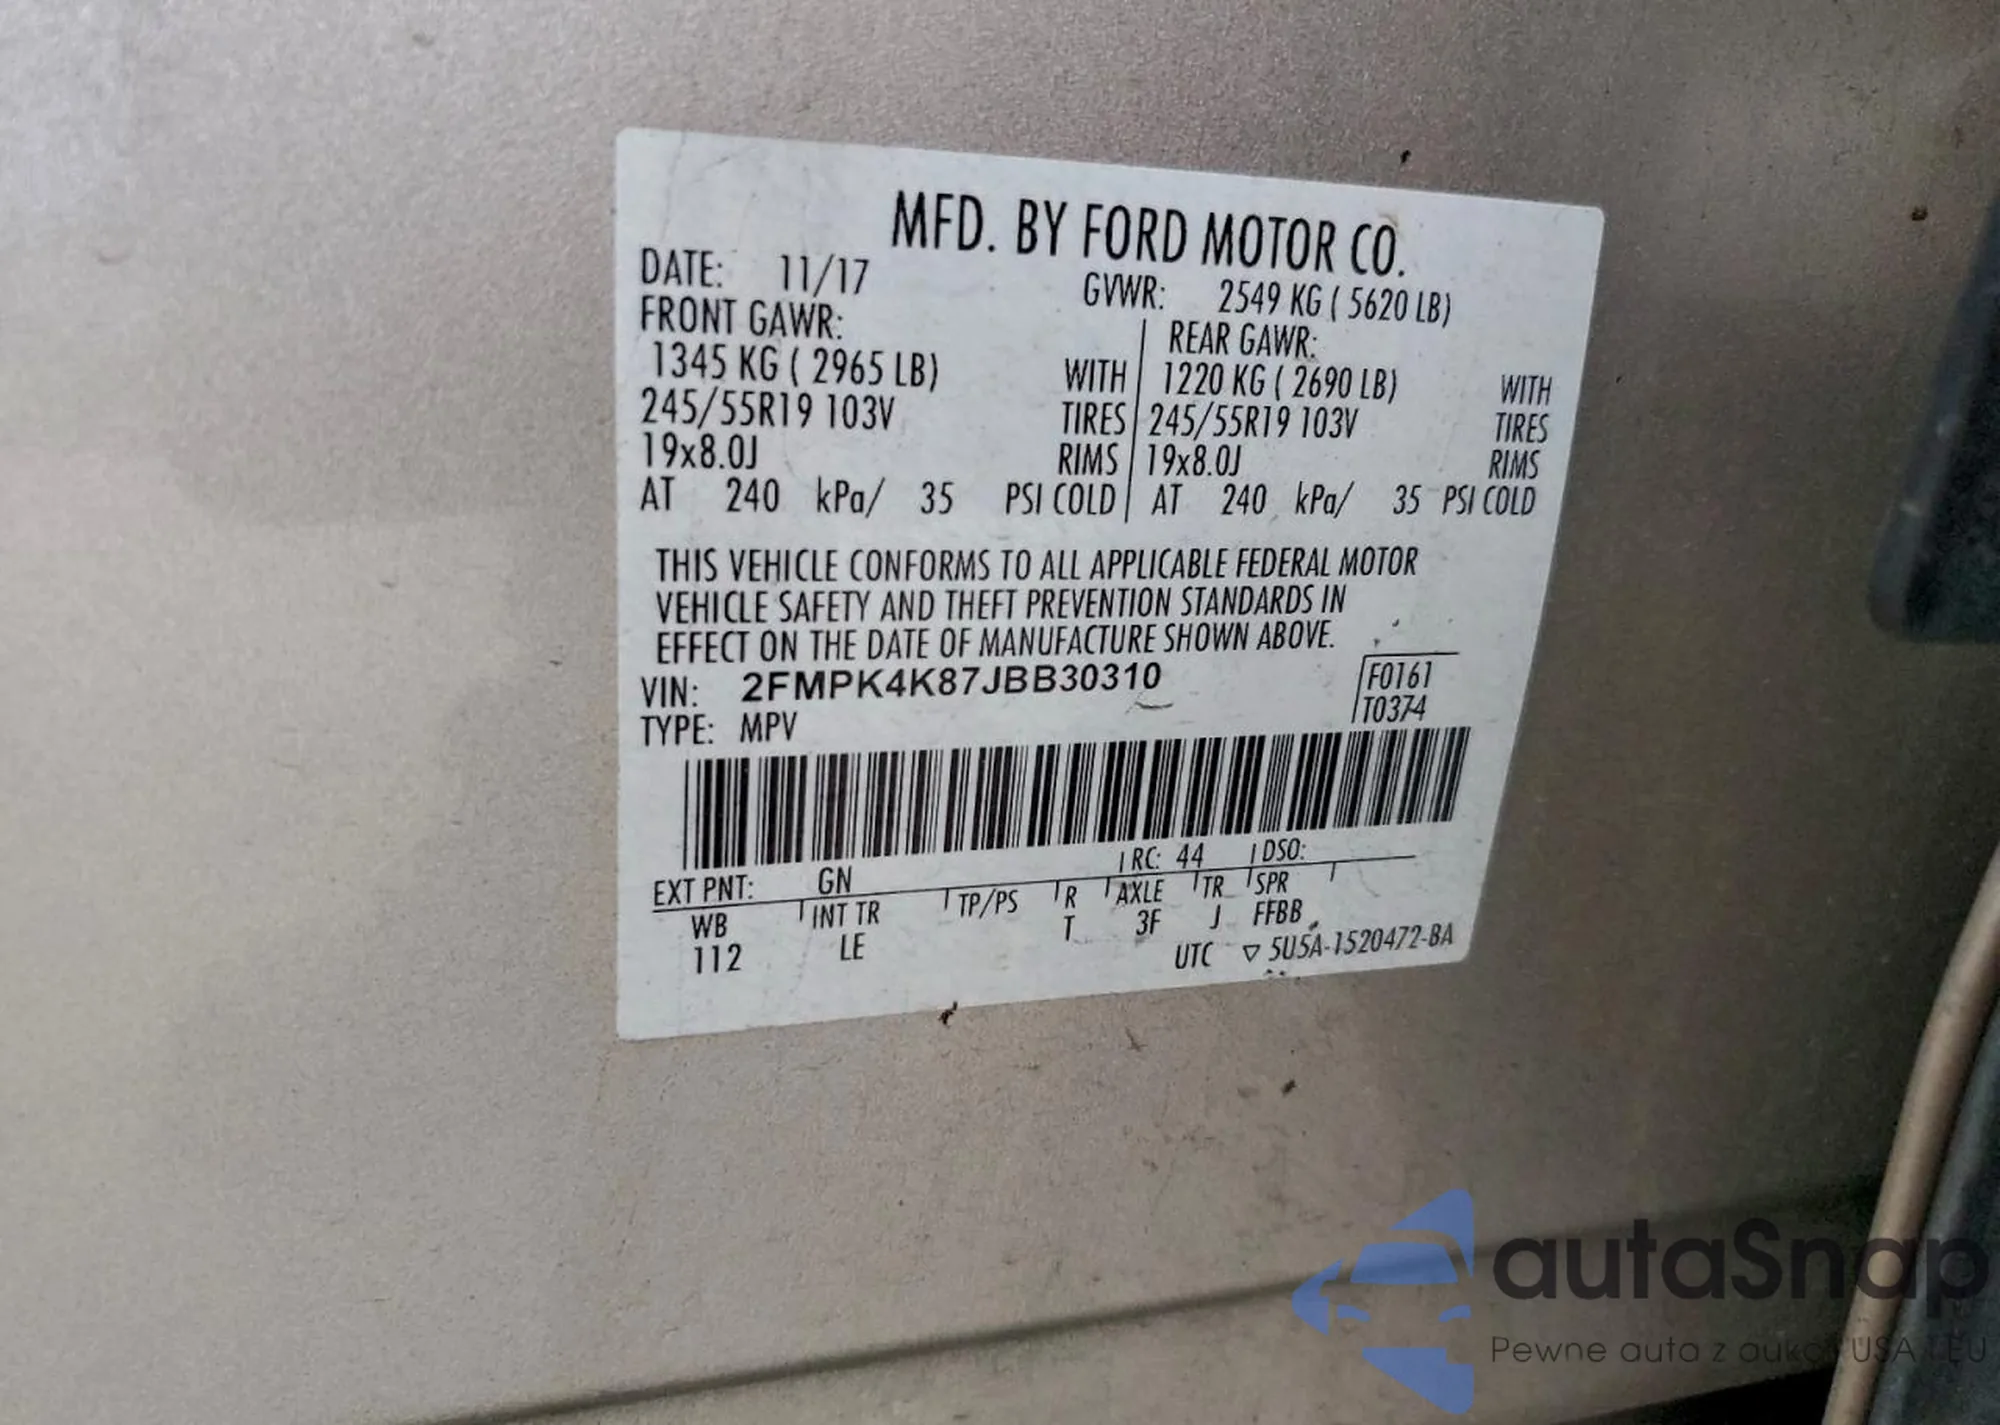 MFD. BY FORD MOTOR CO.
DATE: 11/17 GVWR: 2549 KG ( 5620 LB)
FRONT GAWR: REAR GAWR:
1345 KG ( 2965 LB) WITH 1220 KG ( 2690 LB) WITH
245/55R19 103V TIRES 245/55R19 103V TIRES
19x8.0J RIMS 19x8.0J RIMS
AT 240 kPa/ 35 PSI COLD AT 240 kPa/ 35 PSI COLD
THIS VEHICLE CONFORMS TO ALL APPLICABLE FEDERAL MOTOR
VEHICLE SAFETY AND THEFT PREVENTION STANDARDS IN
EFFECT ON THE DATE OF MANUFACTURE SHOWN ABOVE.
VIN: 2FMPK4K87JBB30310 F0161
TYPE: MPV T0374
EXT PNT: GN RC: 44 DSO:
WB INT TR TP/PS R AXLE TR SPR
112 LE T 3F J FFBB
UTC ▽ 5U5A-1520472-BA
autaSnap
Pewne auta z aukcji USA i EU